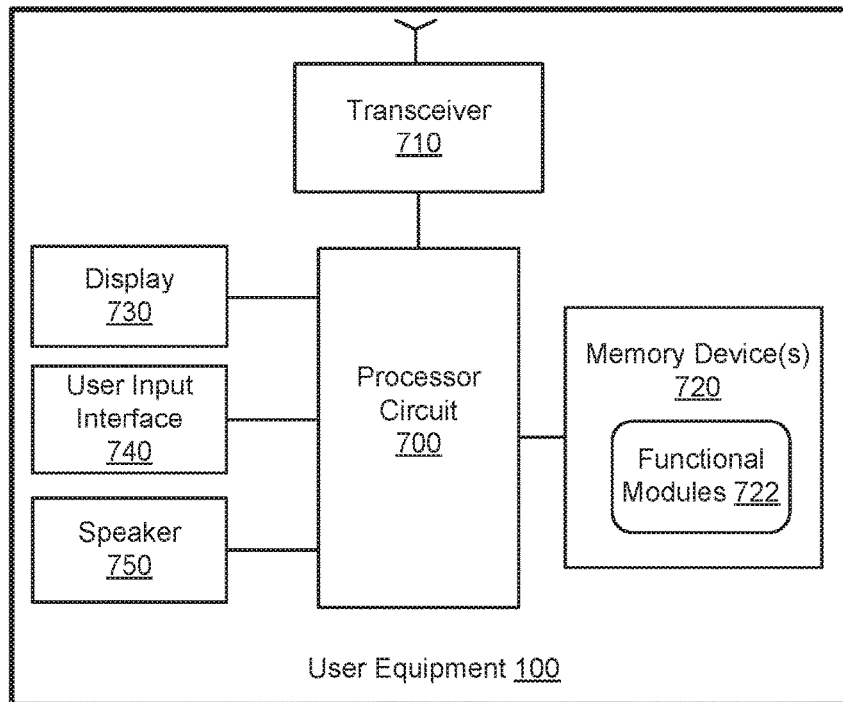 Transceiver
710
Display
730
User Input
Interface
740
Speaker
750
Processor
Circuit
700
Memory Device(s)
720
Functional
Modules 722
User Equipment 100